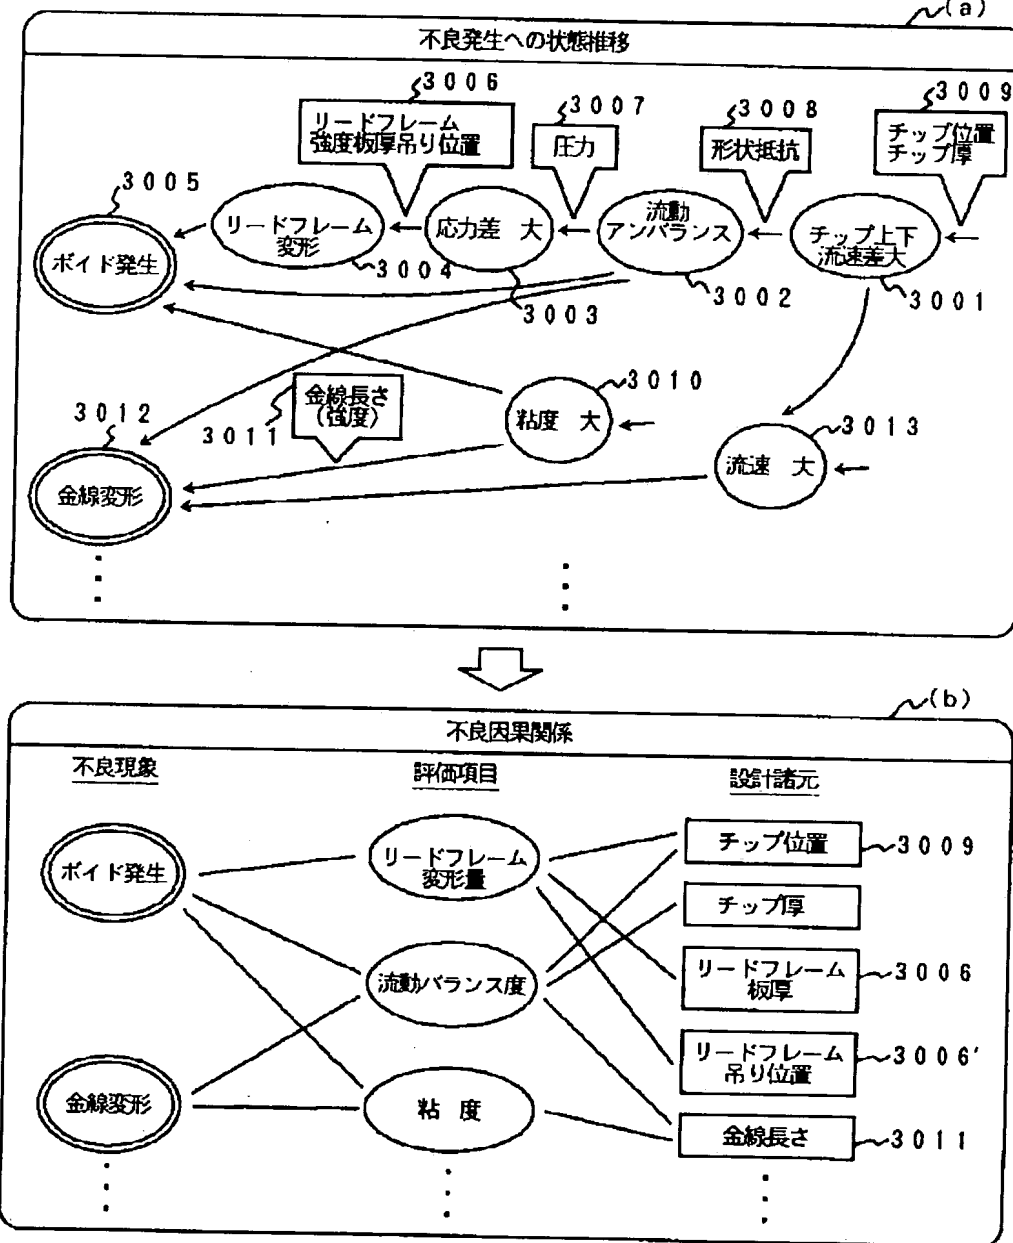 (a)
不良発生への状態推移
3006
3007
3008
3009
リードフレーム
強度板厚吊り位置
圧力
形状抵抗
チップ位置
チップ厚
3005
ボイド発生
リードフレーム
変形
3004
応力差 大
3003
流動
アンバランス
3002
チップ上下
流速差大
3001
3012
金線変形
3011
金線長さ
(強度)
3010
粘度 大
3013
流速 大
(b)
不良因果関係
不良現象
評価項目
設計諸元
ボイド発生
リードフレーム
変形量
チップ位置
3009
チップ厚
流動バランス度
リードフレーム
板厚
3006
リードフレーム
吊り位置
3006'
金線変形
粘 度
金線長さ
3011